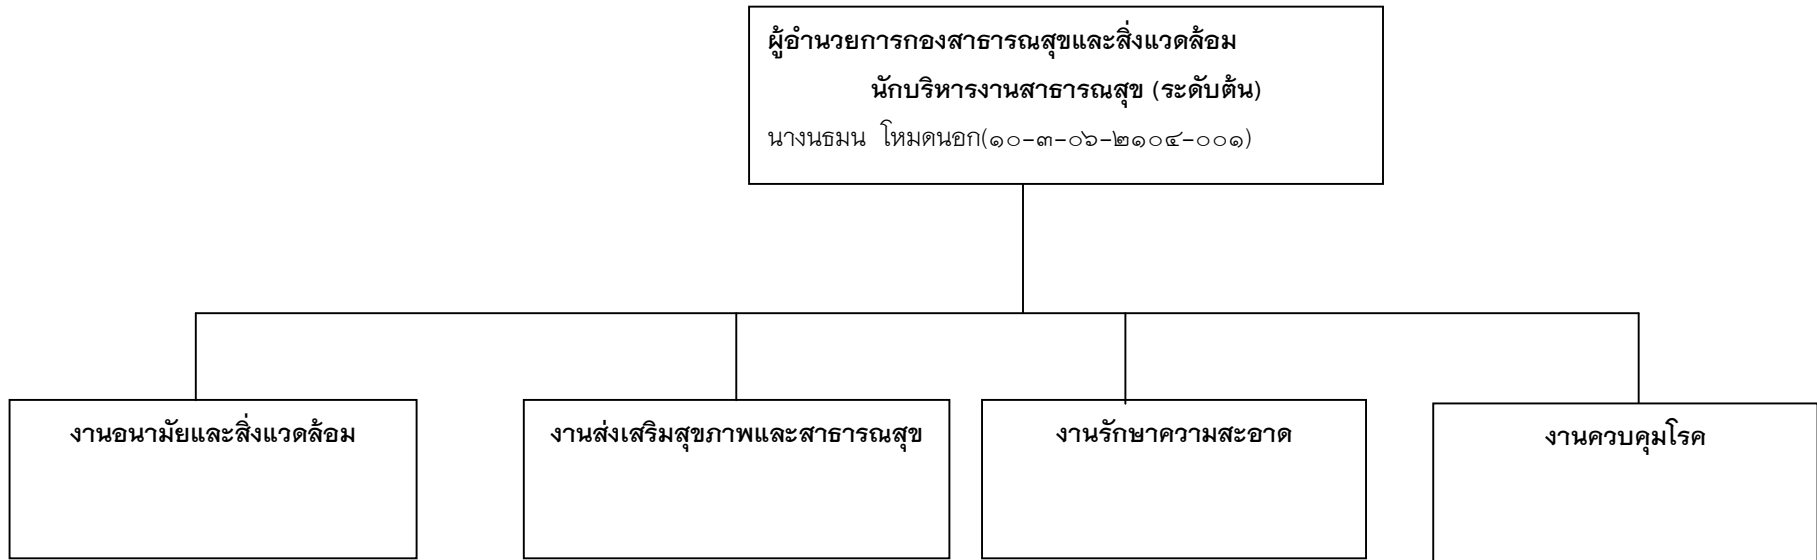 ผู้อำนวยการกองสาธารณสุขและสิ่งแวดล้อม
นักบริหารงานสาธารณสุข (ระดับต้น)
นางนธมน โหมดนอก(๑๐-๓-๐๖-๒๑๐๔-๐๐๑)
งานอนามัยและสิ่งแวดล้อม
งานส่งเสริมสุขภาพและสาธารณสุข
งานรักษาความสะอาด
งานควบคุมโรค